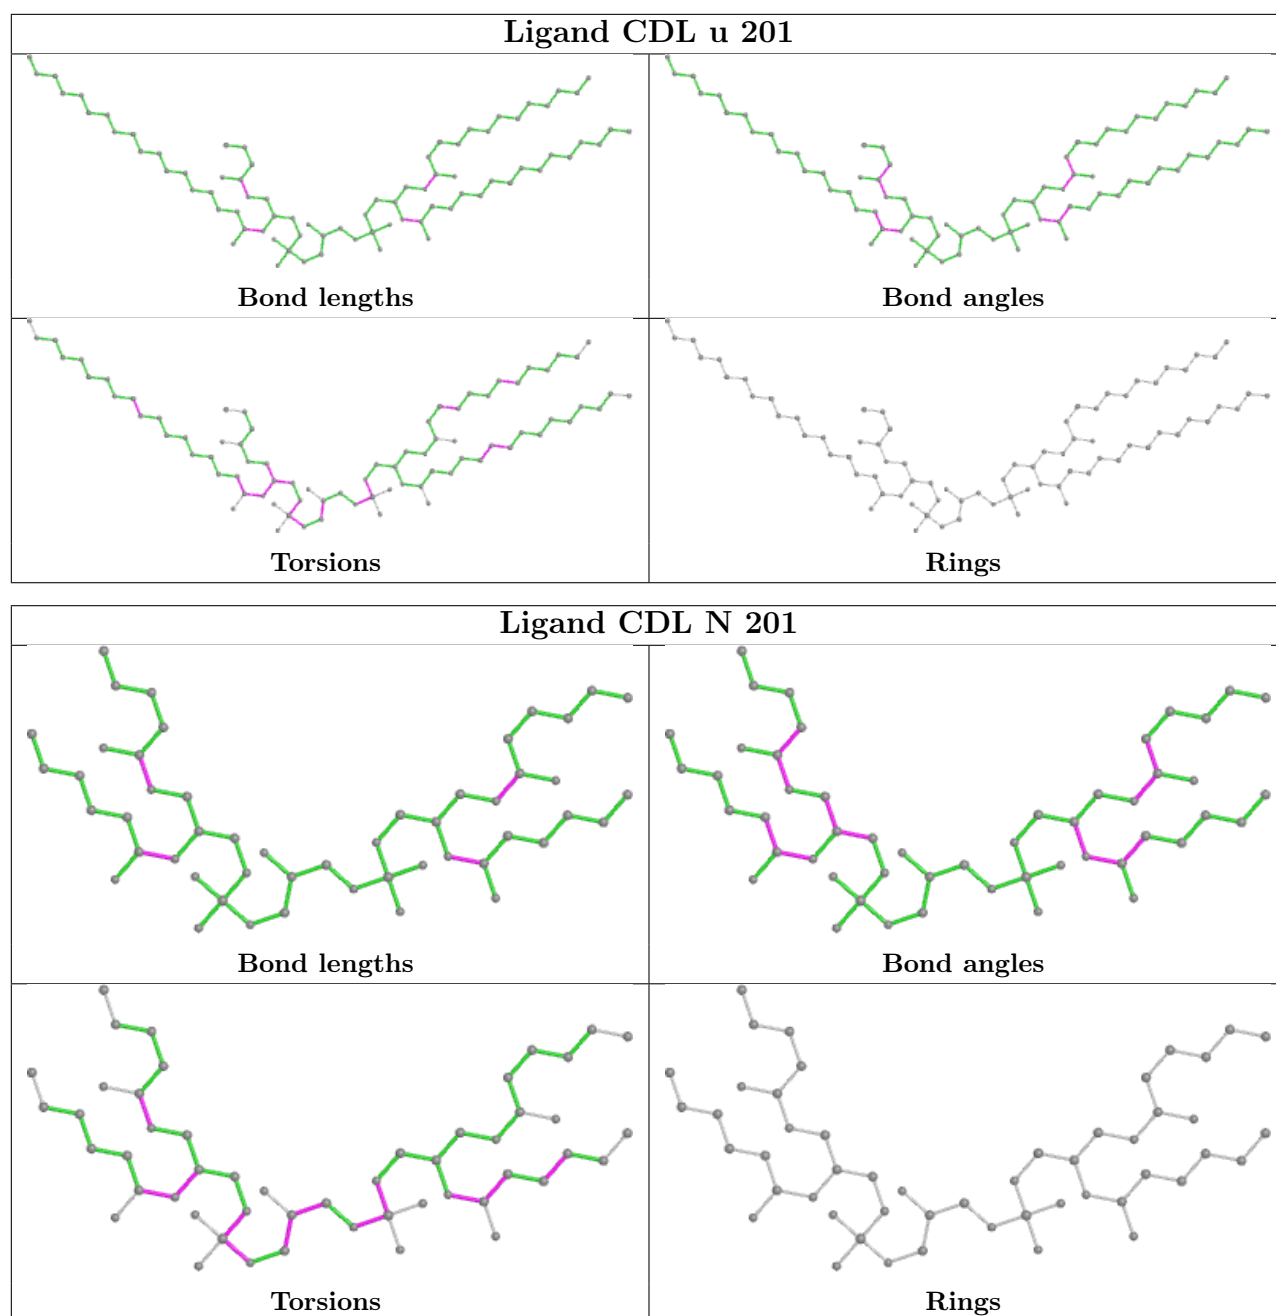 Ligand CDL u 201
Bond lengths
Bond angles
Torsions
Rings
Ligand CDL N 201
Bond lengths
Bond angles
Torsions
Rings